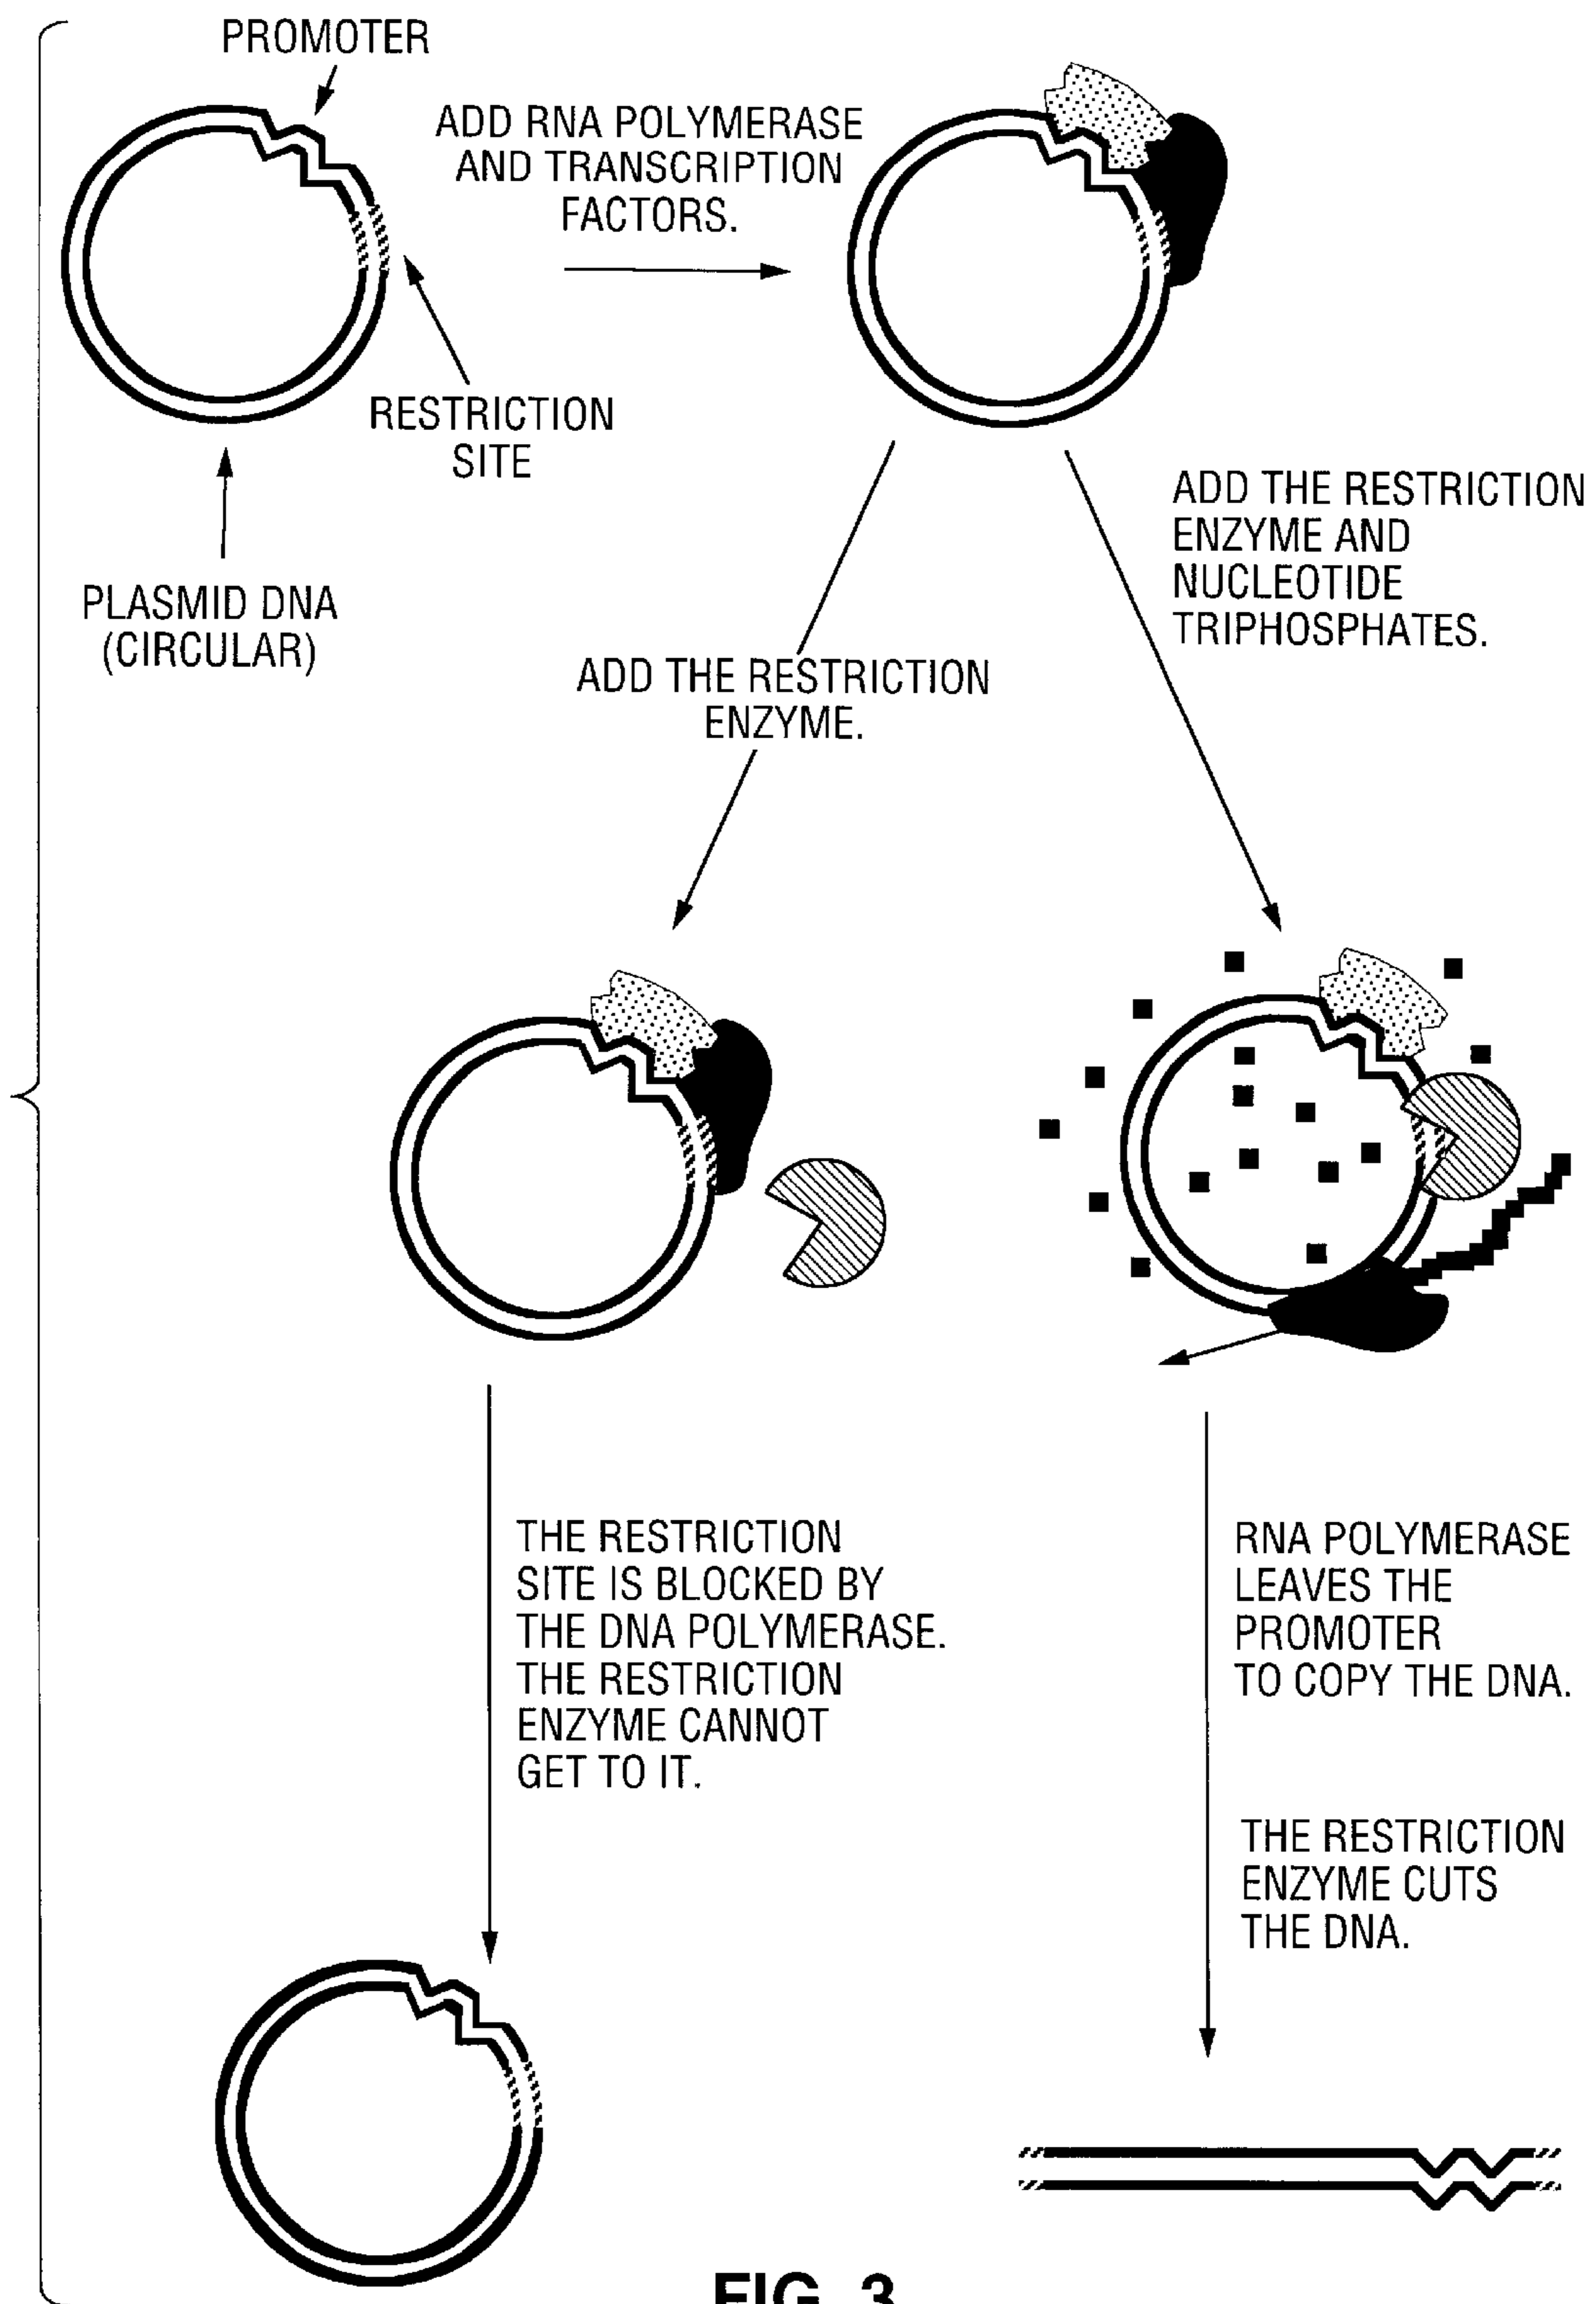 PROMOTER
ADD RNA POLYMERASE
AND TRANSCRIPTION
FACTORS.
RESTRICTION
SITE
PLASMID DNA
(CIRCULAR)
ADD THE RESTRICTION
ENZYME AND
NUCLEOTIDE
TRIPHOSPHATES.
ADD THE RESTRICTION
ENZYME.
THE RESTRICTION
SITE IS BLOCKED BY
THE DNA POLYMERASE.
THE RESTRICTION
ENZYME CANNOT
GET TO IT.
RNA POLYMERASE
LEAVES THE
PROMOTER
TO COPY THE DNA.
THE RESTRICTION
ENZYME CUTS
THE DNA.
FIG. 3